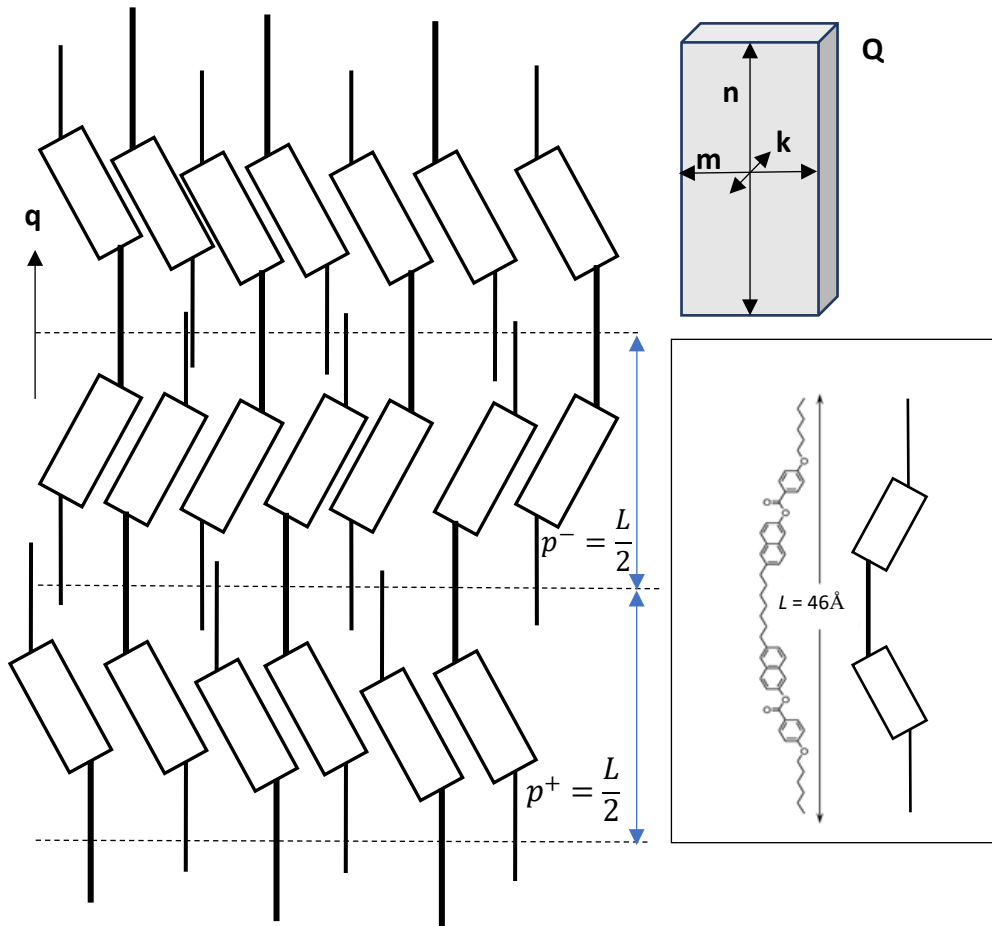 Q
n
k
m
q
p⁻ = L/2
L = 46Å
p⁺ = L/2
O
O
O
O
O
O